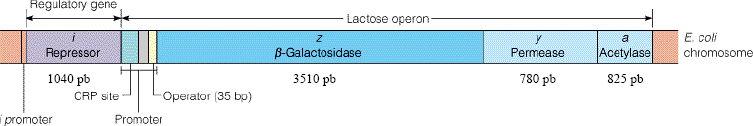 Regulatory gene
Lactose operon
i
Repressor
z
β-Galactosidase
y
Permease
a
Acetylase
E. coli
chromosome
1040 pb
3510 pb
780 pb
825 pb
CRP site
Operator (35 bp)
i promoter
Promoter